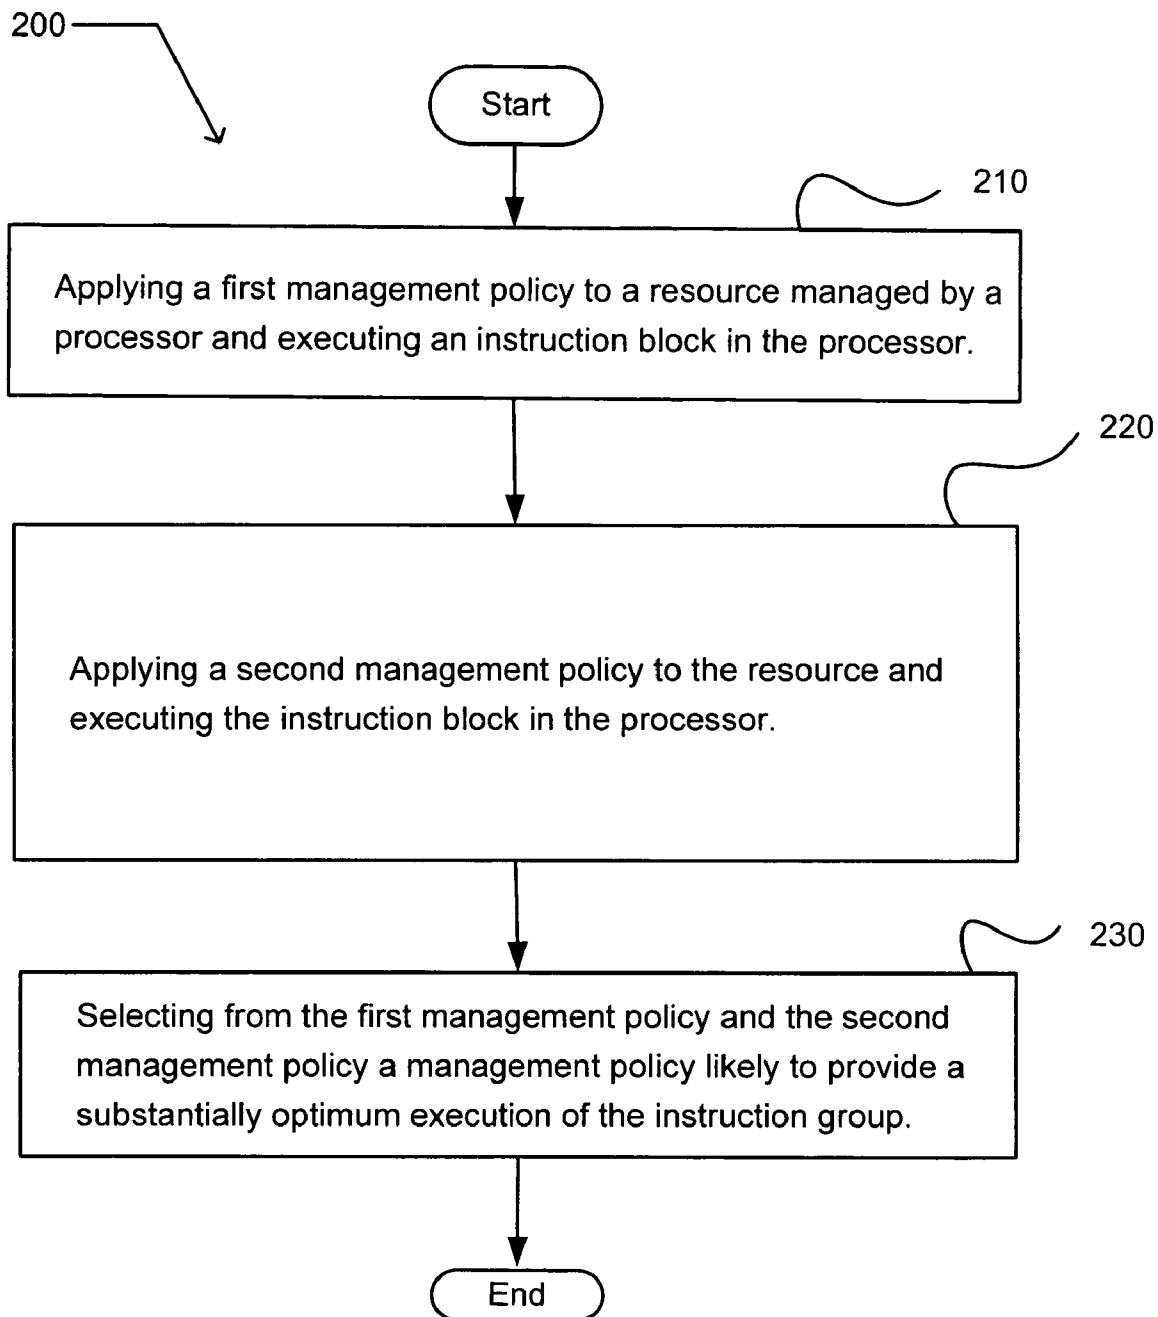 200
Start
210
Applying a first management policy to a resource managed by a
processor and executing an instruction block in the processor.
220
Applying a second management policy to the resource and
executing the instruction block in the processor.
230
Selecting from the first management policy and the second
management policy a management policy likely to provide a
substantially optimum execution of the instruction group.
End